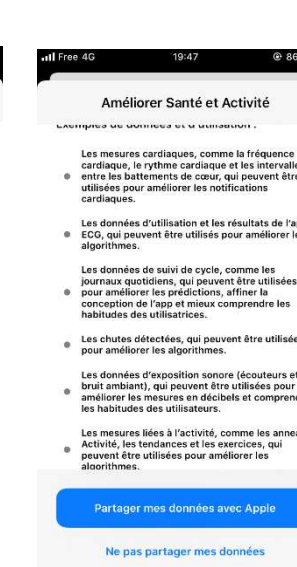 Free 4G 19:47 86
Améliorer Santé et Activité
Exemples de données et d'utilisation :
Les mesures cardiaques, comme la fréquence
cardiaque, le rythme cardiaque et les intervalle
entre les battements de cœur, qui peuvent être
utilisées pour améliorer les notifications
cardiaques.
Les données d'utilisation et les résultats de l'a
ECG, qui peuvent être utilisés pour améliorer le
algorithmes.
Les données de suivi de cycle, comme les
journaux quotidiens, qui peuvent être utilisées
pour améliorer les prédictions, affiner la
conception de l'app et mieux comprendre les
habitudes des utilisatrices.
Les chutes détectées, qui peuvent être utilisée
pour améliorer les algorithmes.
Les données d'exposition sonore (écouteurs et
bruit ambiant), qui peuvent être utilisées pour
améliorer les mesures en décibels et comprend
les habitudes des utilisateurs.
Les mesures liées à l'activité, comme les annea
Activité, les tendances et les exercices, qui
peuvent être utilisées pour améliorer les
algorithmes.
Partager mes données avec Apple
Ne pas partager mes données